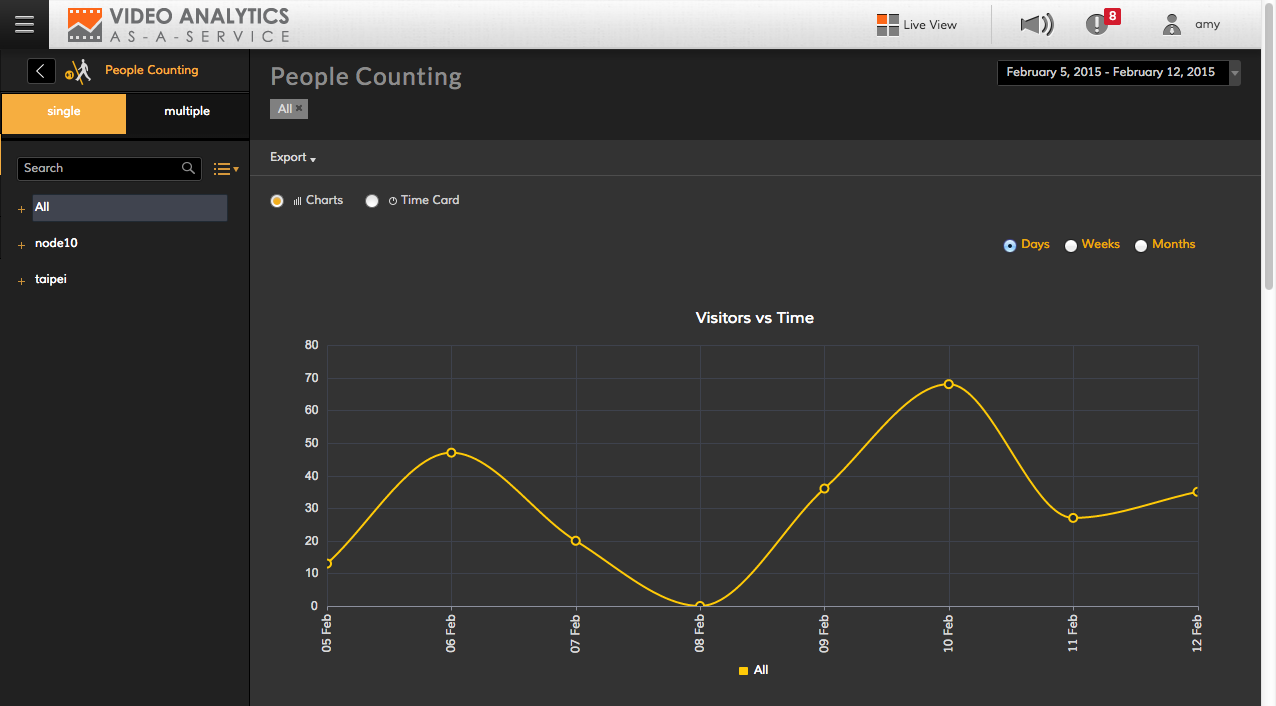 VIDEO ANALYTICS
AS-A-SERVICE
Live View
8
amy
People Counting
single
multiple
Search
All
node10
taipei
People Counting
All ×
February 5, 2015 - February 12, 2015
Export
Charts
Time Card
Days
Weeks
Months
Visitors vs Time
80
70
60
50
40
30
20
10
0
05 Feb
06 Feb
07 Feb
08 Feb
09 Feb
10 Feb
11 Feb
12 Feb
All